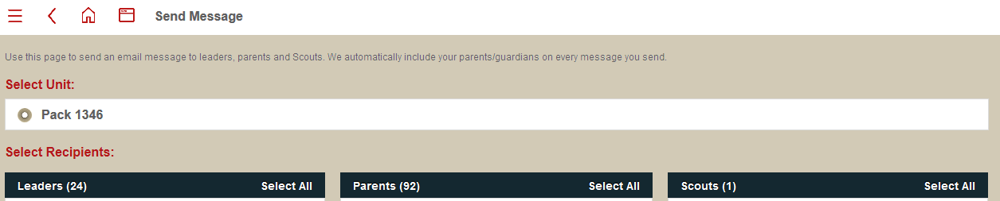 Send Message
Use this page to send an email message to leaders, parents and Scouts. We automatically include your parents/guardians on every message you send.
Select Unit:
Pack 1346
Select Recipients:
Leaders (24) Select All Parents (92) Select All Scouts (1) Select All